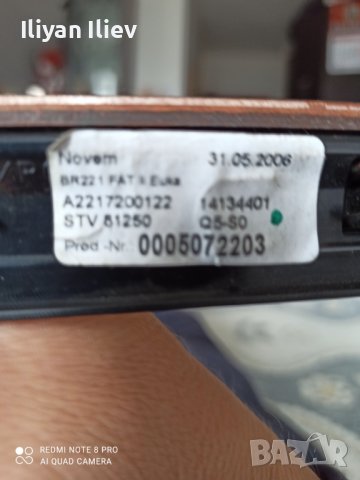 Iliyan Iliev
Novem 31.05.2006
BR221 FAT li Euka
A2217200122 14134401
STV 81250 Q5-S0
Prod.-Nr. 0005072203
REDMI NOTE 8 PRO
AI QUAD CAMERA
BAZAR